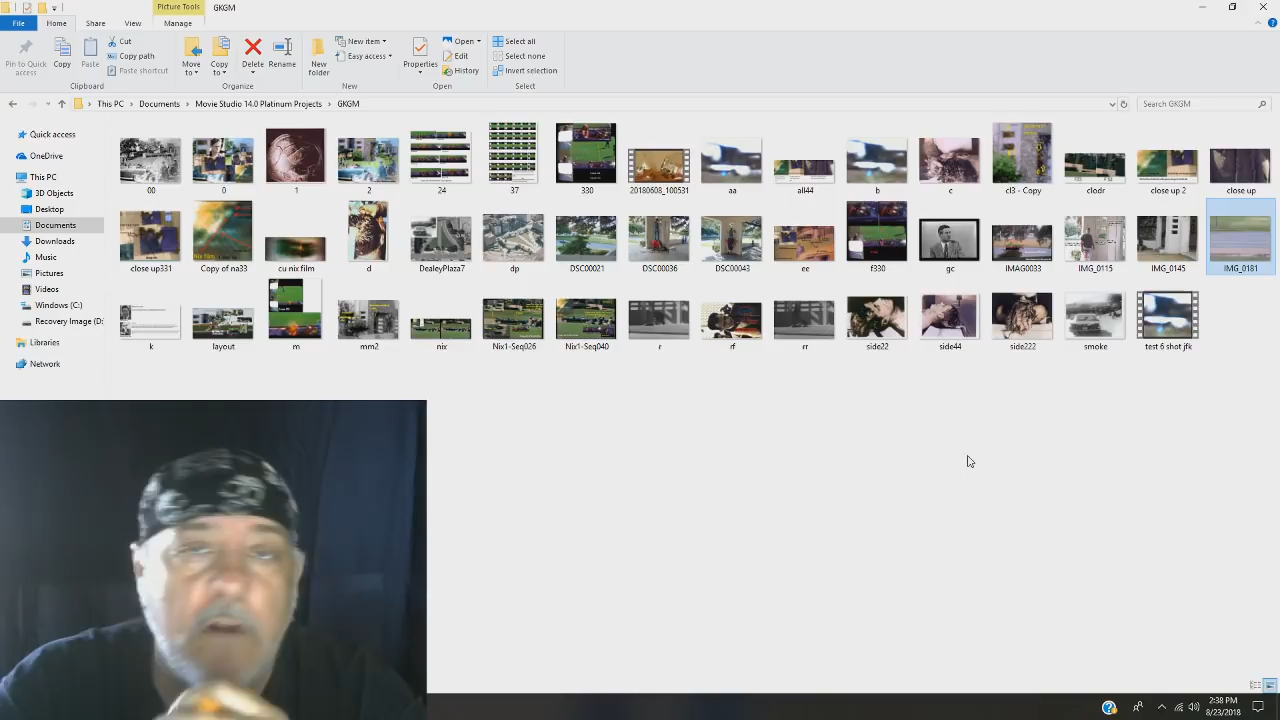 Picture Tools
GKGM
File
Home
Share
View
Manage
Pin to Quick access
Copy
Paste
Cut
Copy path
Paste shortcut
Move to
Copy to
Delete
Rename
New folder
New item
Easy access
Properties
Open
Edit
History
Select all
Select none
Invert selection
Clipboard
Organize
New
Open
Select
This PC
Documents
Movie Studio 14.0 Platinum Projects
GKGM
Search GKGM
Quick access
OneDrive
This PC
3D Objects
Desktop
Documents
Downloads
Music
Pictures
Videos
Windows (C:)
Recovery Image (D:
Libraries
Network
00
0
1
2
24
37
330
20180608_100531
aa
all44
b
c
cl3 - Copy
clodr
close up 2
close up
close up331
Copy of na33
cu nix film
d
DealeyPlaza7
dp
DSC00021
DSC00036
DSC00043
ee
f330
gc
IMAG0033
IMG_0115
IMG_0145
IMG_0181
k
layout
m
mm2
nix
Nix1-Seq026
Nix1-Seq040
r
rf
rr
side22
side44
side222
smoke
test 6 shot jfk
2:38 PM
8/23/2018